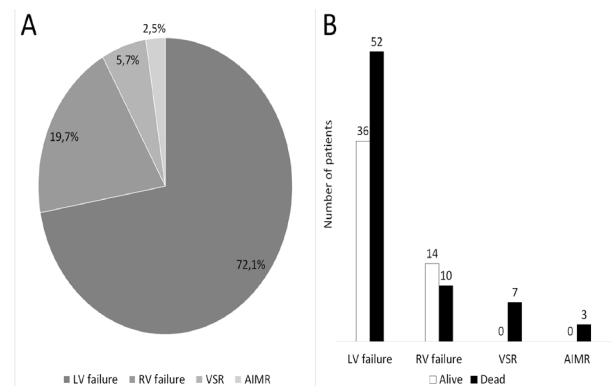 A
2,5%
5,7%
19,7%
72,1%
LV failure RV failure VSR AIMR
B
Number of patients
52
36
14
10
7
0
3
0
LV failure RV failure VSR AIMR
Alive Dead